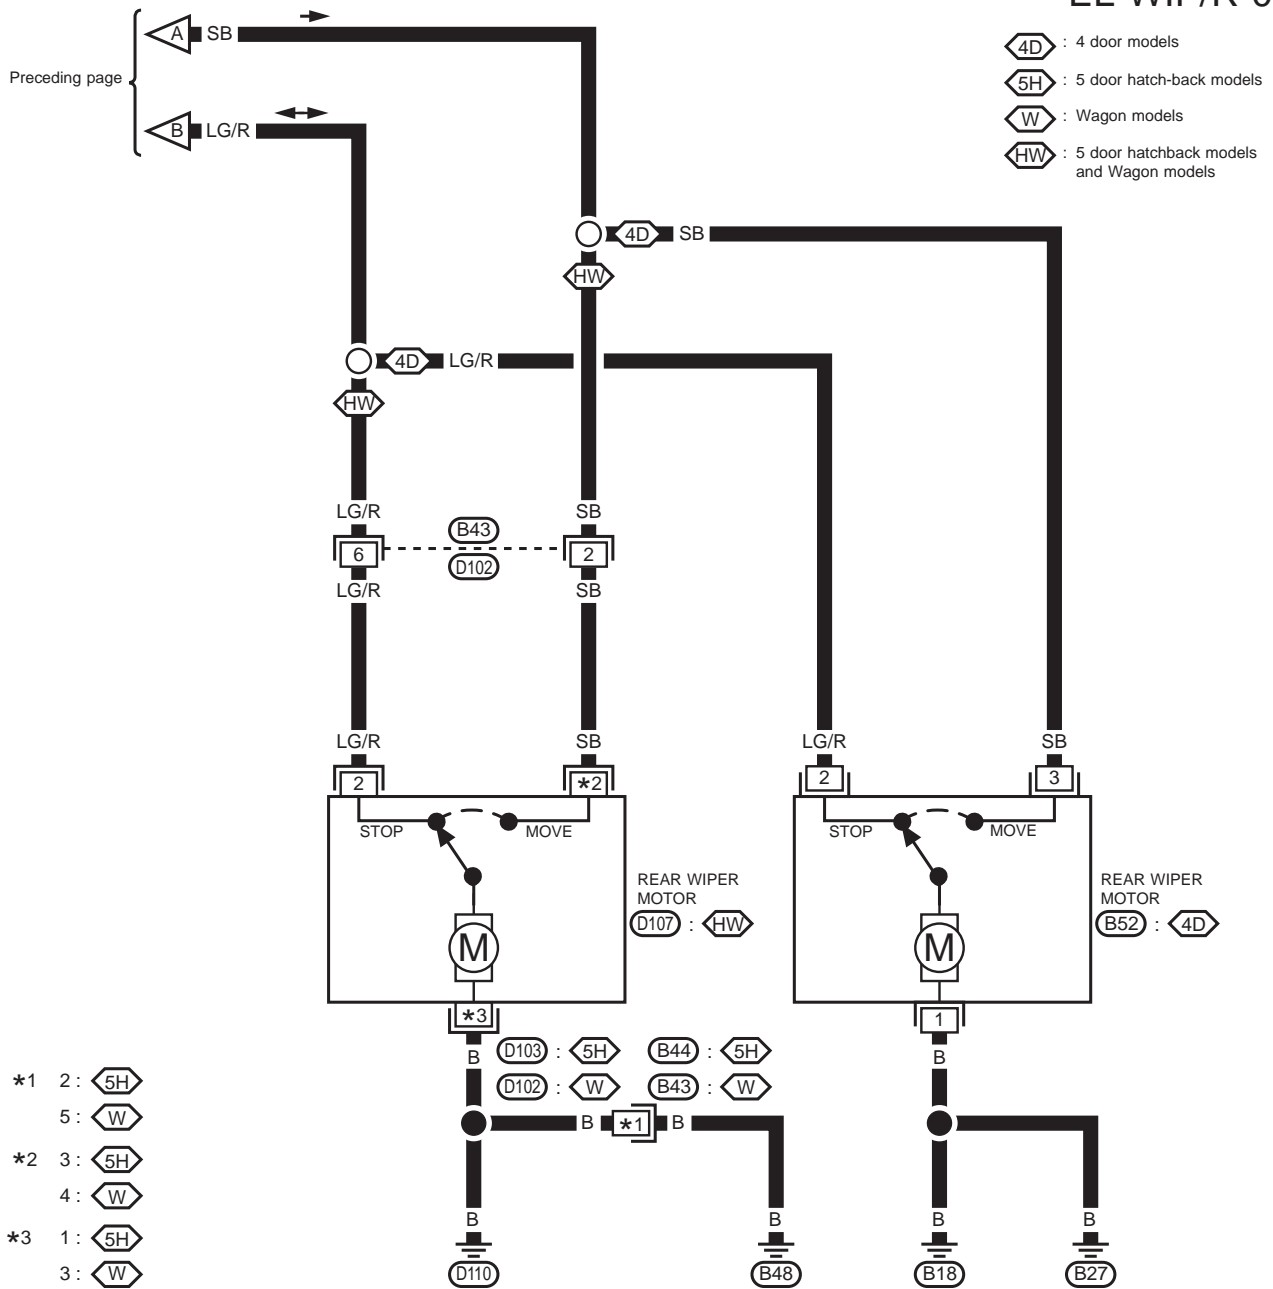 EL-WIP/R-0
A SB
Preceding page
B LG/R
4D : 4 door models
5H : 5 door hatch-back models
W : Wagon models
HW : 5 door hatchback models
and Wagon models
4D SB
HW
4D LG/R
HW
LG/R SB
B43
6 2
D102
LG/R SB
LG/R SB LG/R SB
2 *2 2 3
STOP MOVE STOP MOVE
REAR WIPER
MOTOR
D107 : HW
REAR WIPER
MOTOR
B52 : 4D
M M
*3 1
B D103 : 5H B44 : 5H B
D102 : W B43 : W
B *1 B
B B B B
D110 B48 B18 B27
*1 2 : 5H
5 : W
*2 3 : 5H
4 : W
*3 1 : 5H
3 : W